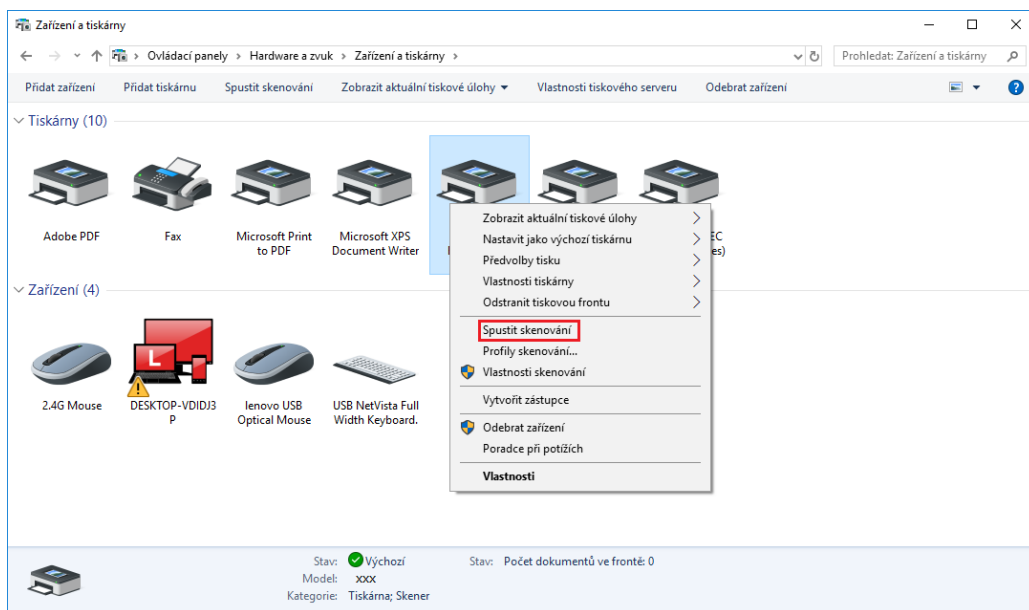 Zařízení a tiskárny
Ovládací panely > Hardware a zvuk > Zařízení a tiskárny >
Prohledat: Zařízení a tiskárny
Přidat zařízení Přidat tiskárnu Spustit skenování Zobrazit aktuální tiskové úlohy Vlastnosti tiskového serveru Odebrat zařízení
Tiskárny (10)
Adobe PDF
Fax
Microsoft Print
to PDF
Microsoft XPS
Document Writer
Zobrazit aktuální tiskové úlohy
Nastavit jako výchozí tiskárnu
Předvolby tisku
Vlastnosti tiskárny
Odstranit tiskovou frontu
Spustit skenování
Profily skenování...
Vlastnosti skenování
Vytvořit zástupce
Odebrat zařízení
Poradce při potížích
Vlastnosti
Zařízení (4)
L
2.4G Mouse
DESKTOP-VDIDJ3
P
lenovo USB
Optical Mouse
USB NetVista Full
Width Keyboard.
Stav: Výchozí Stav: Počet dokumentů ve frontě: 0
Model: xxx
Kategorie: Tiskárna; Skener